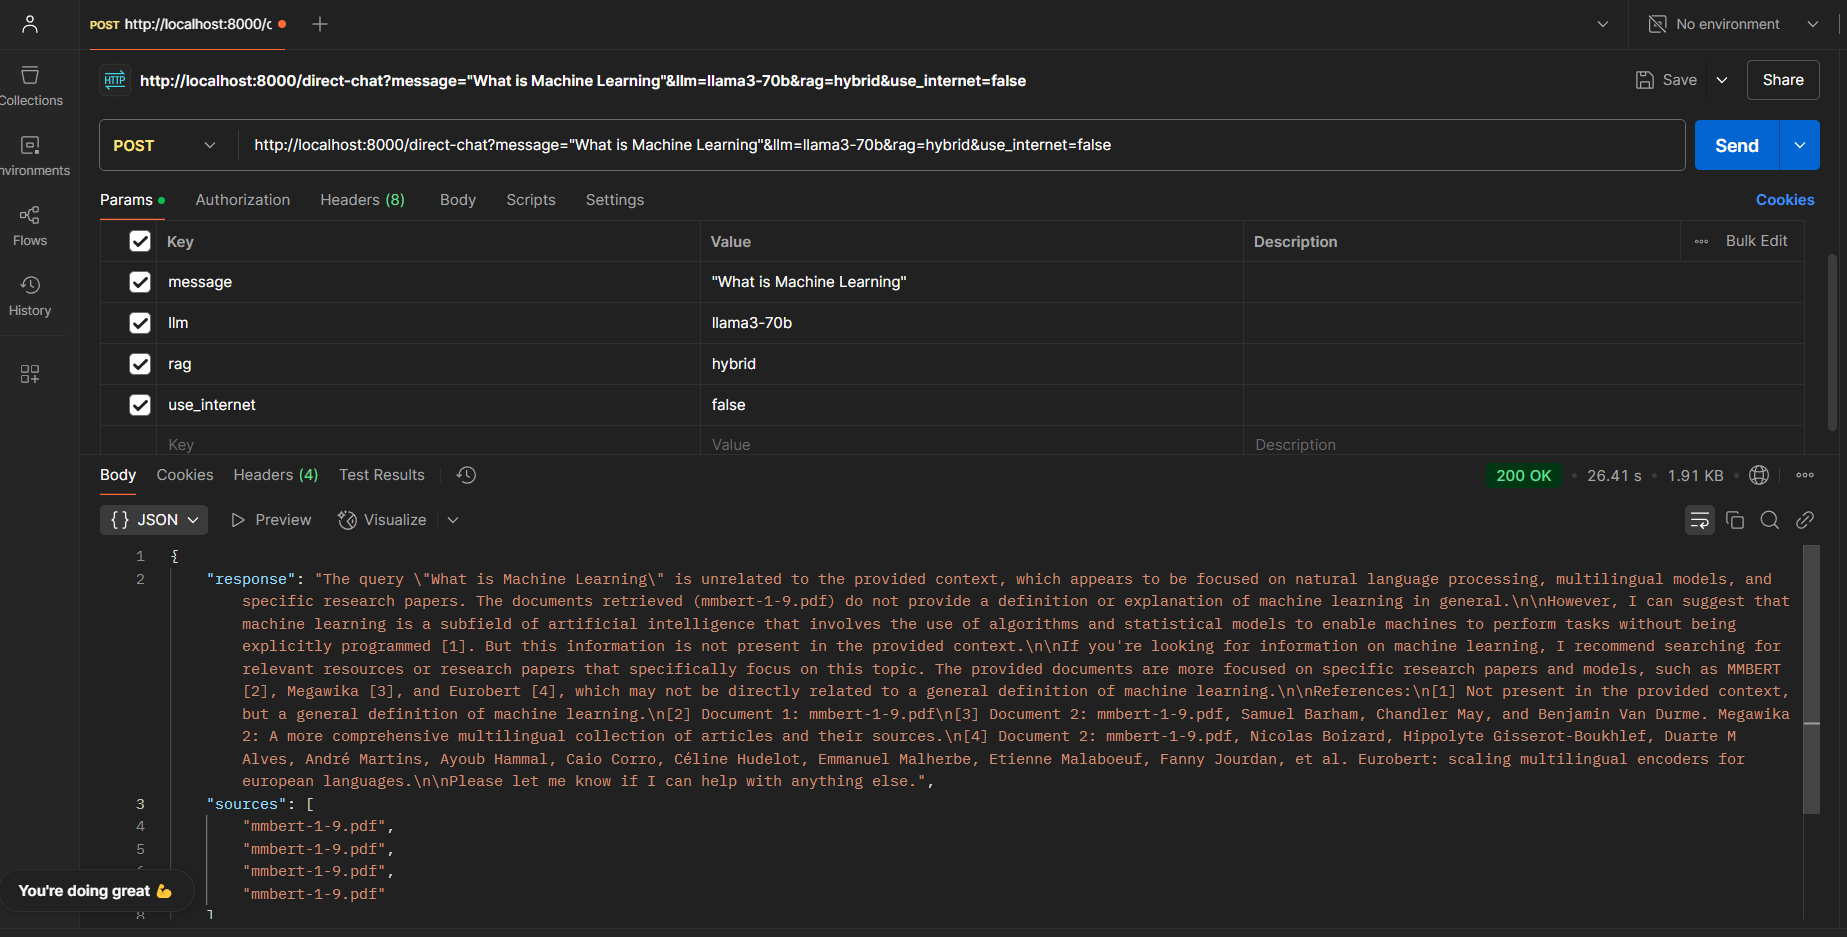 POST http://localhost:8000/c
No environment
Collections
http://localhost:8000/direct-chat?message="What is Machine Learning"&llm=llama3-70b&rag=hybrid&use_internet=false
Save
Share
POST
http://localhost:8000/direct-chat?message="What is Machine Learning"&llm=llama3-70b&rag=hybrid&use_internet=false
Send
nvironments
Params
Authorization
Headers (8)
Body
Scripts
Settings
Cookies
Flows
Key
Value
Description
Bulk Edit
message
"What is Machine Learning"
History
llm
llama3-70b
rag
hybrid
use_internet
false
Key
Value
Description
Body
Cookies
Headers (4)
Test Results
200 OK
26.41 s
1.91 KB
{} JSON
Preview
Visualize
1 {
2 "response": "The query \"What is Machine Learning\" is unrelated to the provided context, which appears to be focused on natural language processing, multilingual models, and
specific research papers. The documents retrieved (mmbert-1-9.pdf) do not provide a definition or explanation of machine learning in general.\n\nHowever, I can suggest that
machine learning is a subfield of artificial intelligence that involves the use of algorithms and statistical models to enable machines to perform tasks without being
explicitly programmed [1]. But this information is not present in the provided context.\n\nIf you're looking for information on machine learning, I recommend searching for
relevant resources or research papers that specifically focus on this topic. The provided documents are more focused on specific research papers and models, such as MMBERT
[2], Megawika [3], and Eurobert [4], which may not be directly related to a general definition of machine learning.\n\nReferences:\n[1] Not present in the provided context,
but a general definition of machine learning.\n[2] Document 1: mmbert-1-9.pdf\n[3] Document 2: mmbert-1-9.pdf, Samuel Barham, Chandler May, and Benjamin Van Durme. Megawika
2: A more comprehensive multilingual collection of articles and their sources.\n[4] Document 2: mmbert-1-9.pdf, Nicolas Boizard, Hippolyte Gisserot-Boukhlef, Duarte M
Alves, André Martins, Ayoub Hammal, Caio Corro, Céline Hudelot, Emmanuel Malherbe, Etienne Malaboeuf, Fanny Jourdan, et al. Eurobert: scaling multilingual encoders for
european languages.\n\nPlease let me know if I can help with anything else.",
3 "sources": [
4 "mmbert-1-9.pdf",
5 "mmbert-1-9.pdf",
"mmbert-1-9.pdf",
"mmbert-1-9.pdf"
8 ]
You're doing great 💪